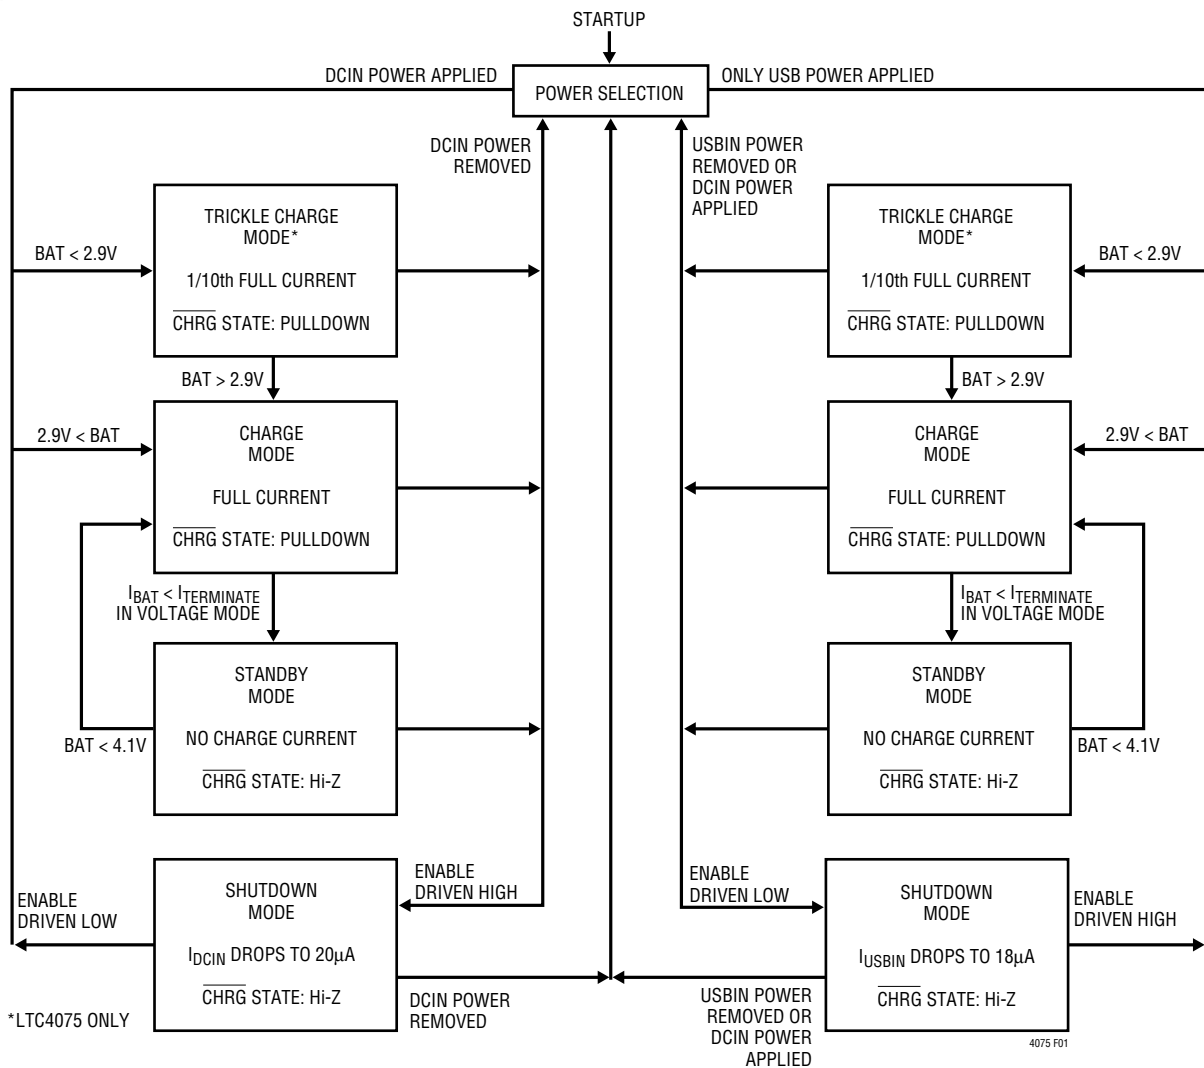 STARTUP
DCIN POWER APPLIED
POWER SELECTION
ONLY USB POWER APPLIED
DCIN POWER
REMOVED
USBIN POWER
REMOVED OR
DCIN POWER
APPLIED
BAT < 2.9V
TRICKLE CHARGE
MODE*
1/10th FULL CURRENT
CHRG STATE: PULLDOWN
BAT > 2.9V
2.9V < BAT
CHARGE
MODE
FULL CURRENT
CHRG STATE: PULLDOWN
IBAT < ITERMINATE
IN VOLTAGE MODE
STANDBY
MODE
NO CHARGE CURRENT
CHRG STATE: Hi-Z
BAT < 4.1V
ENABLE
DRIVEN HIGH
ENABLE
DRIVEN LOW
SHUTDOWN
MODE
IDCIN DROPS TO 20µA
CHRG STATE: Hi-Z
DCIN POWER
REMOVED
*LTC4075 ONLY
TRICKLE CHARGE
MODE*
1/10th FULL CURRENT
CHRG STATE: PULLDOWN
BAT < 2.9V
BAT > 2.9V
CHARGE
MODE
FULL CURRENT
CHRG STATE: PULLDOWN
2.9V < BAT
IBAT < ITERMINATE
IN VOLTAGE MODE
STANDBY
MODE
NO CHARGE CURRENT
CHRG STATE: Hi-Z
BAT < 4.1V
ENABLE
DRIVEN LOW
SHUTDOWN
MODE
IUSBIN DROPS TO 18µA
CHRG STATE: Hi-Z
ENABLE
DRIVEN HIGH
USBIN POWER
REMOVED OR
DCIN POWER
APPLIED
4075 F01